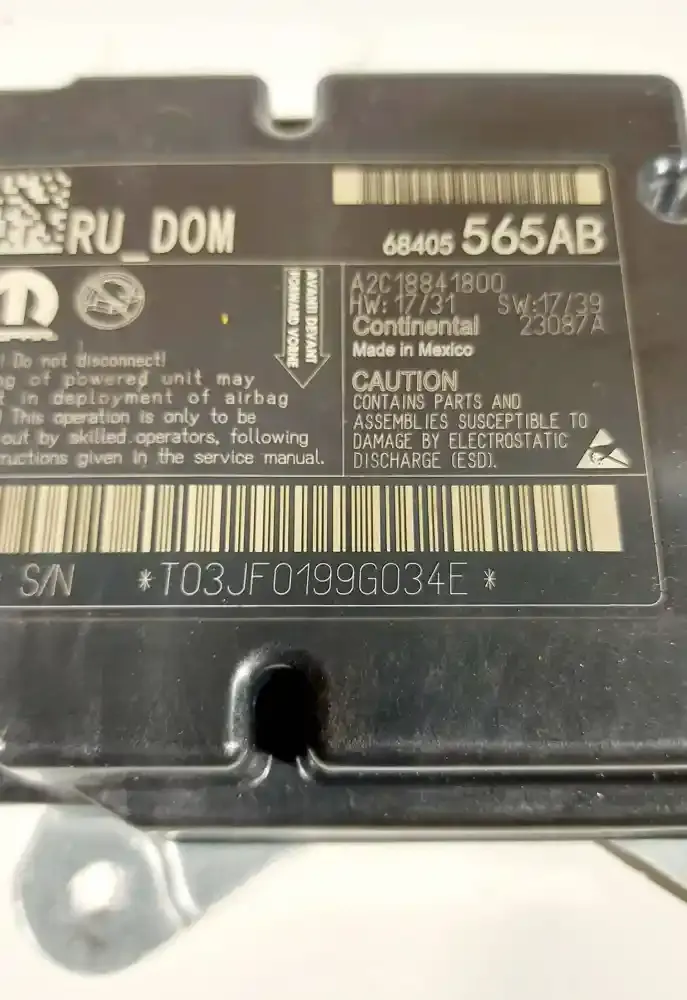 RU_DOM
68405 565AB
A2C18841800
HW: 17/31 SW:17/39
Continental 23087A
Made in Mexico
AVANTI DEVANT
FORWARD VORNE
! Do not disconnect!
of powered unit may
in deployment of airbag
! This operation is only to be
out by skilled operators, following
given in the service manual.
CAUTION
CONTAINS PARTS AND
ASSEMBLIES SUSCEPTIBLE TO
DAMAGE BY ELECTROSTATIC
DISCHARGE (ESD).
S/N *T03JF0199G034E*